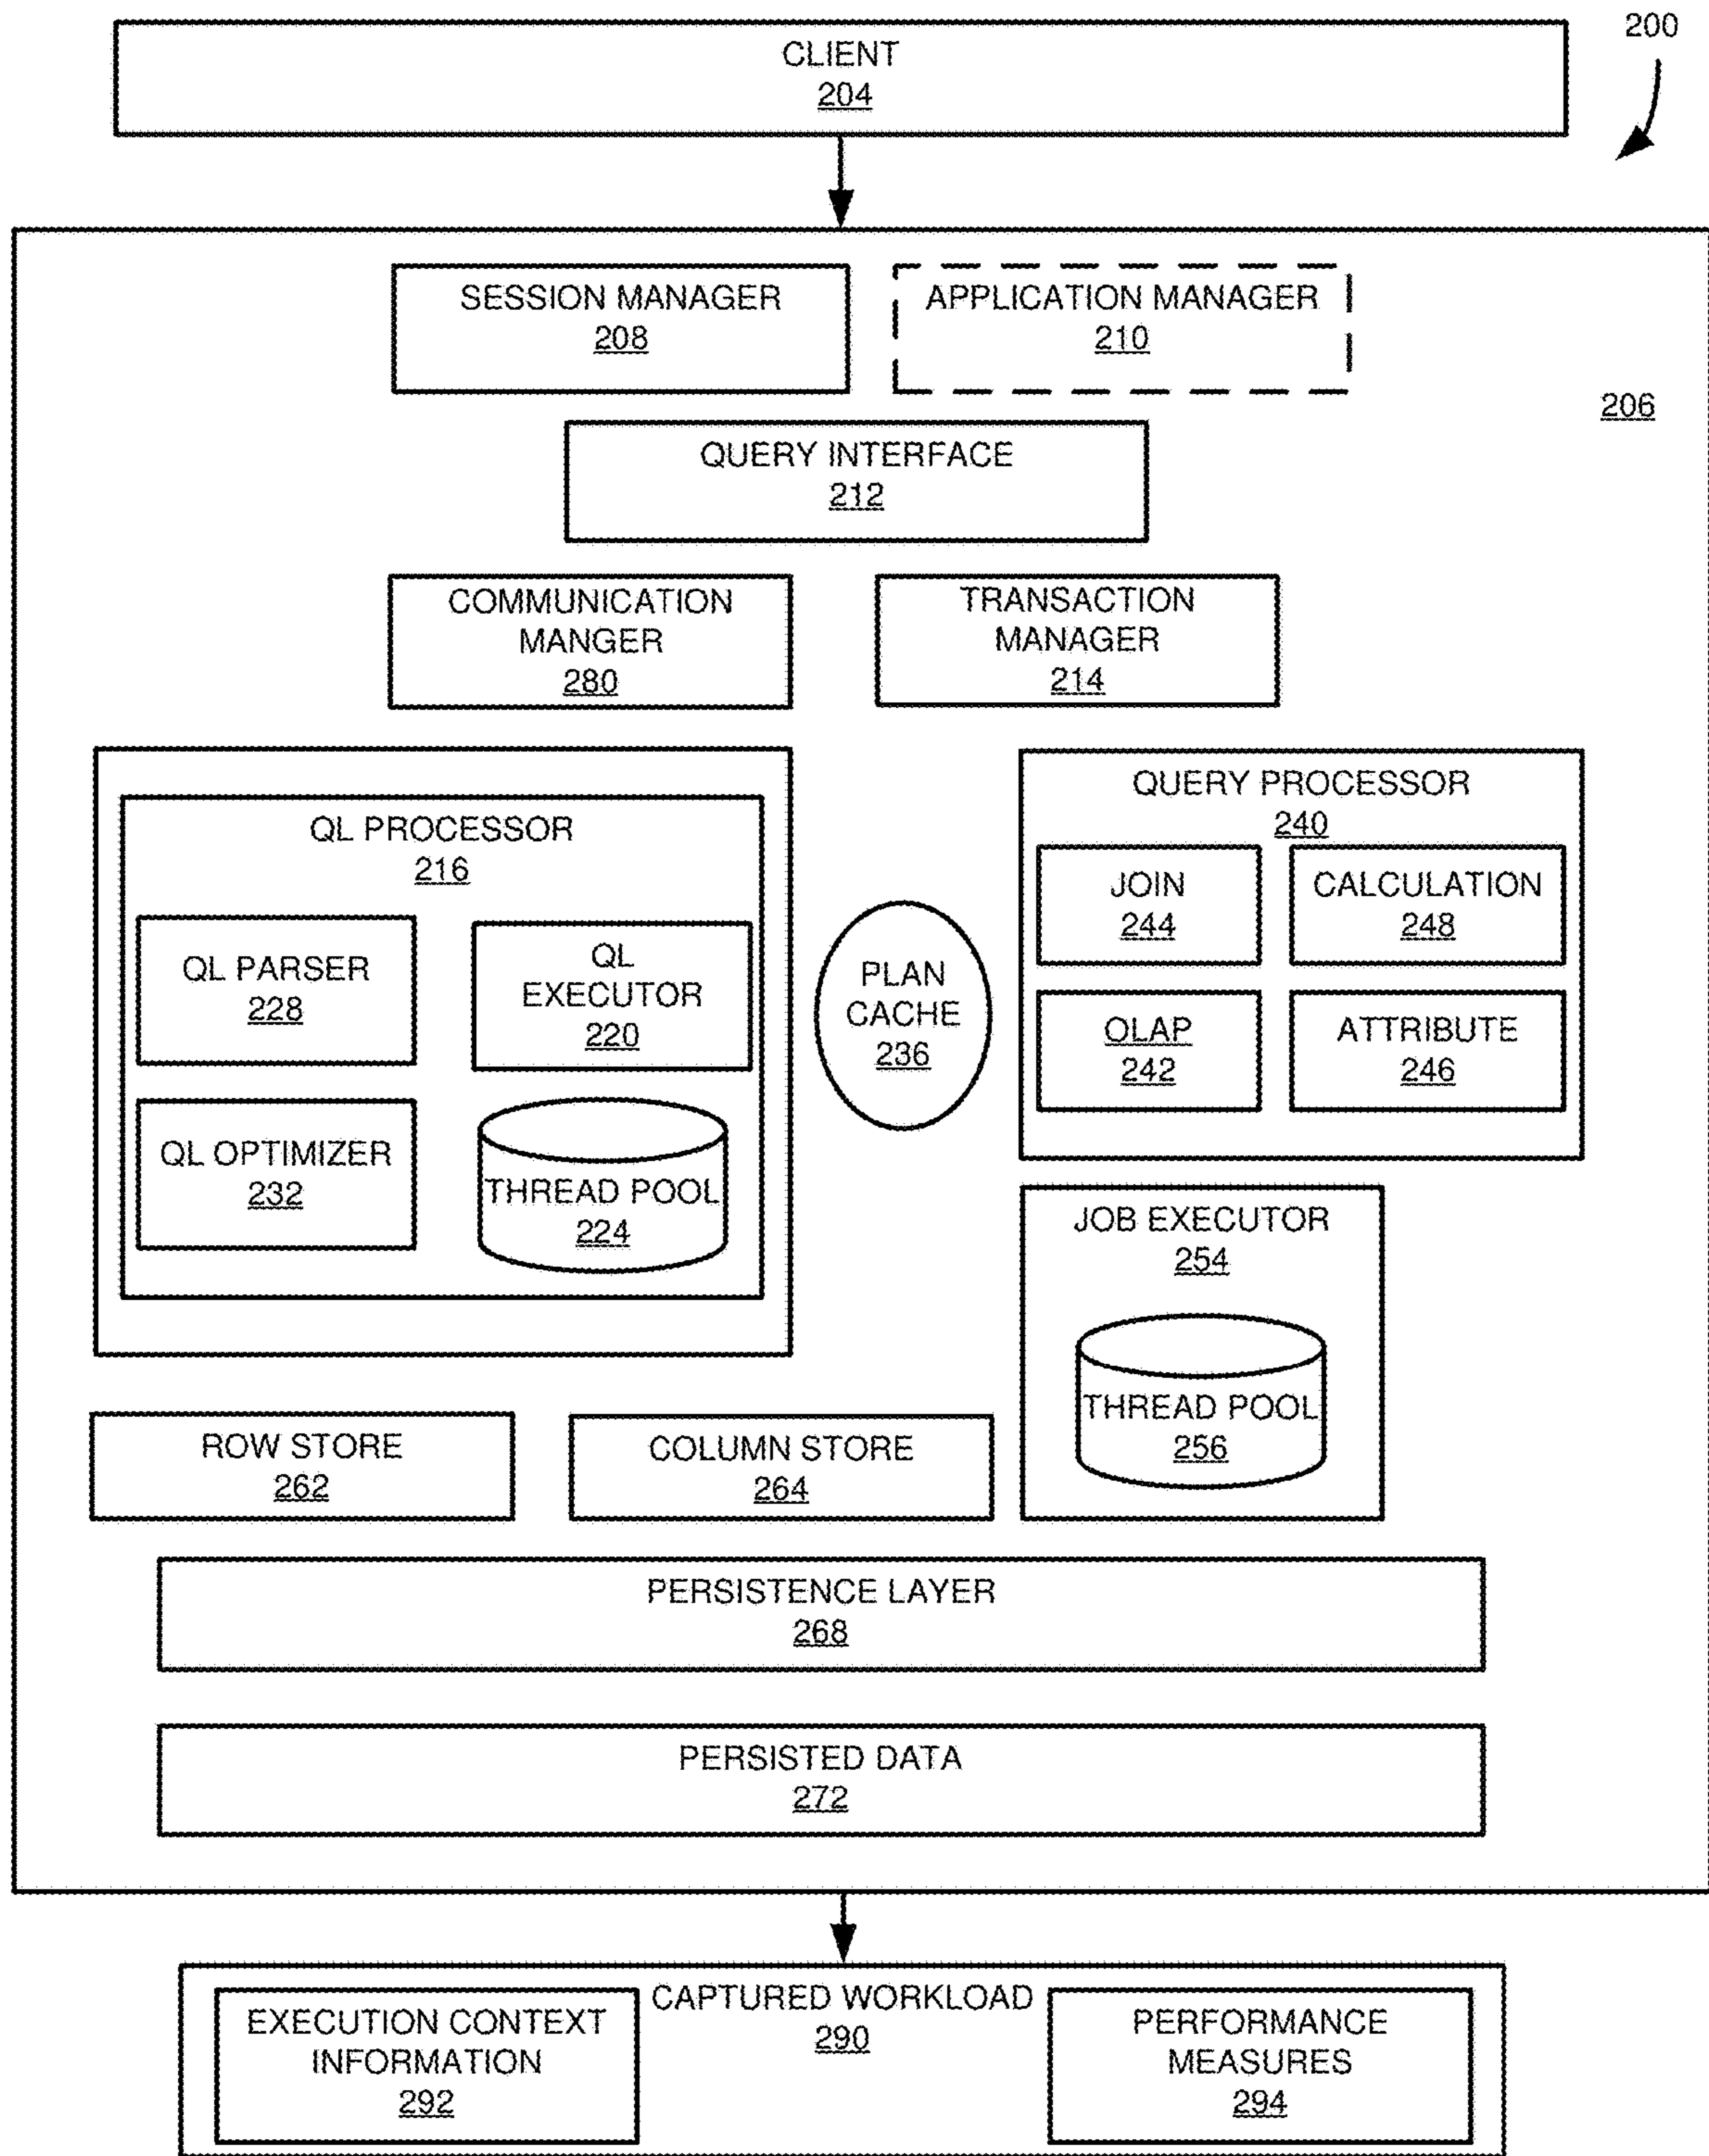 200
CLIENT
204
SESSION MANAGER
208
APPLICATION MANAGER
210
206
QUERY INTERFACE
212
COMMUNICATION
MANGER
280
TRANSACTION
MANAGER
214
QL PROCESSOR
216
QL PARSER
228
QL
EXECUTOR
220
QL OPTIMIZER
232
THREAD POOL
224
PLAN
CACHE
236
QUERY PROCESSOR
240
JOIN
244
CALCULATION
248
OLAP
242
ATTRIBUTE
246
JOB EXECUTOR
254
THREAD POOL
256
ROW STORE
262
COLUMN STORE
264
PERSISTENCE LAYER
268
PERSISTED DATA
272
CAPTURED WORKLOAD
290
EXECUTION CONTEXT
INFORMATION
292
PERFORMANCE
MEASURES
294